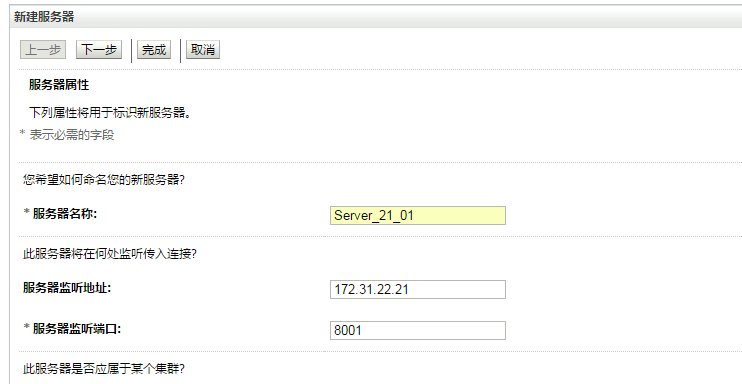 新建服务器
上一步 下一步 完成 取消
服务器属性
下列属性将用于标识新服务器。
* 表示必需的字段
您希望如何命名您的新服务器?
* 服务器名称: Server_21_01
此服务器将在何处监听传入连接?
服务器监听地址: 172.31.22.21
* 服务器监听端口: 8001
此服务器是否应属于某个集群?